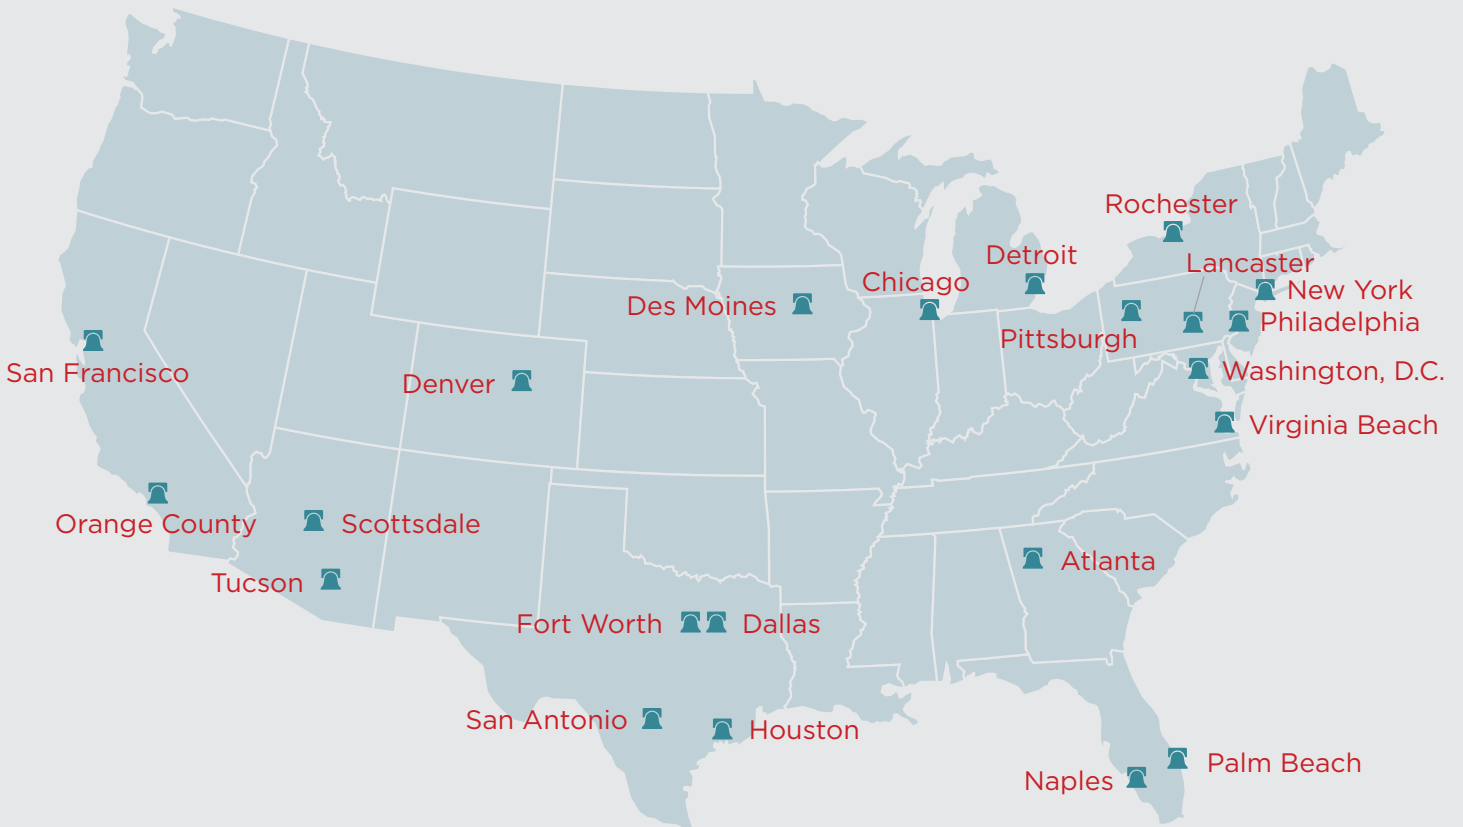 Rochester
Detroit
Lancaster
Chicago
New York
Des Moines
Philadelphia
Pittsburgh
San Francisco
Washington, D.C.
Denver
Virginia Beach
Orange County
Scottsdale
Atlanta
Tucson
Fort Worth
Dallas
San Antonio
Houston
Palm Beach
Naples